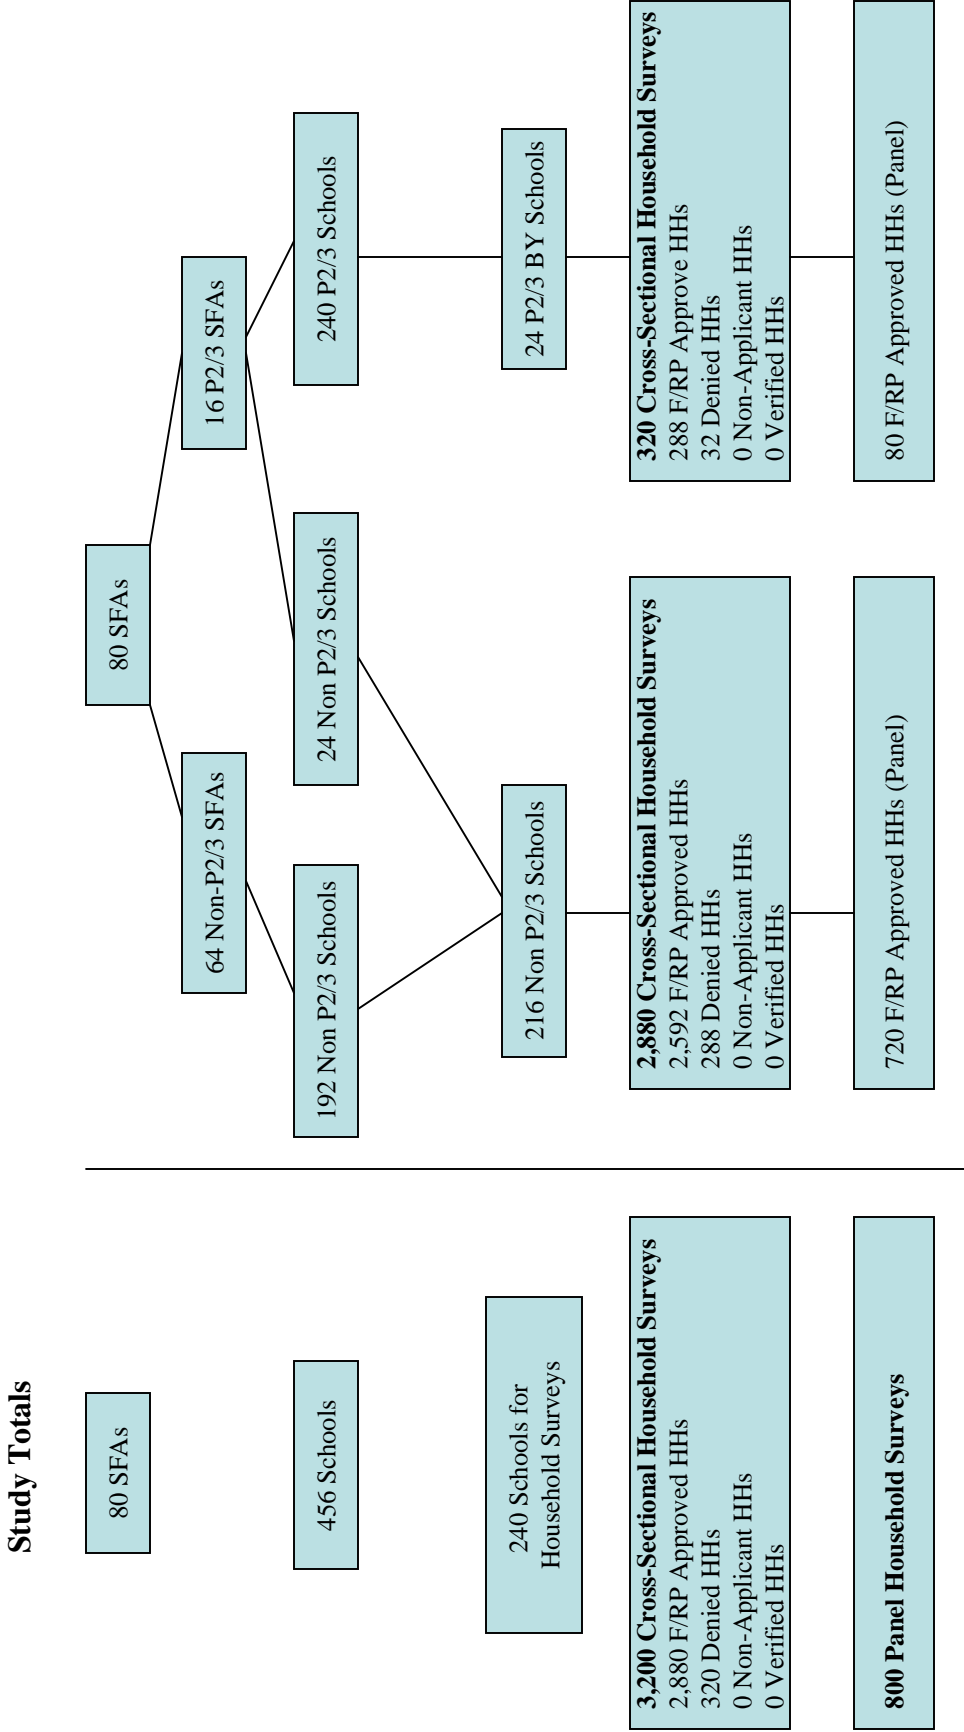 Study Totals
80 SFAs
80 SFAs
64 Non-P2/3 SFAs
16 P2/3 SFAs
456 Schools
192 Non P2/3 Schools
24 Non P2/3 Schools
240 P2/3 Schools
240 Schools for
Household Surveys
216 Non P2/3 Schools
24 P2/3 BY Schools
3,200 Cross-Sectional Household Surveys
2,880 F/RP Approved HHs
320 Denied HHs
0 Non-Applicant HHs
0 Verified HHs
2,880 Cross-Sectional Household Surveys
2,592 F/RP Approved HHs
288 Denied HHs
0 Non-Applicant HHs
0 Verified HHs
320 Cross-Sectional Household Surveys
288 F/RP Approve HHs
32 Denied HHs
0 Non-Applicant HHs
0 Verified HHs
800 Panel Household Surveys
720 F/RP Approved HHs (Panel)
80 F/RP Approved HHs (Panel)